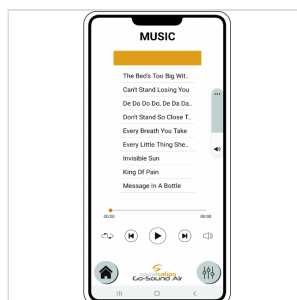 MUSIC
The Bed's Too Big Wit..
Can't Stand Losing You
De Do Do Do, De Da Da..
Don't Stand So Close T..
Every Breath You Take
Every Little Thing She..
Invisible Sun
King Of Pain
Message In A Bottle
00:00 00:00
soundsation
Go-Sound Air